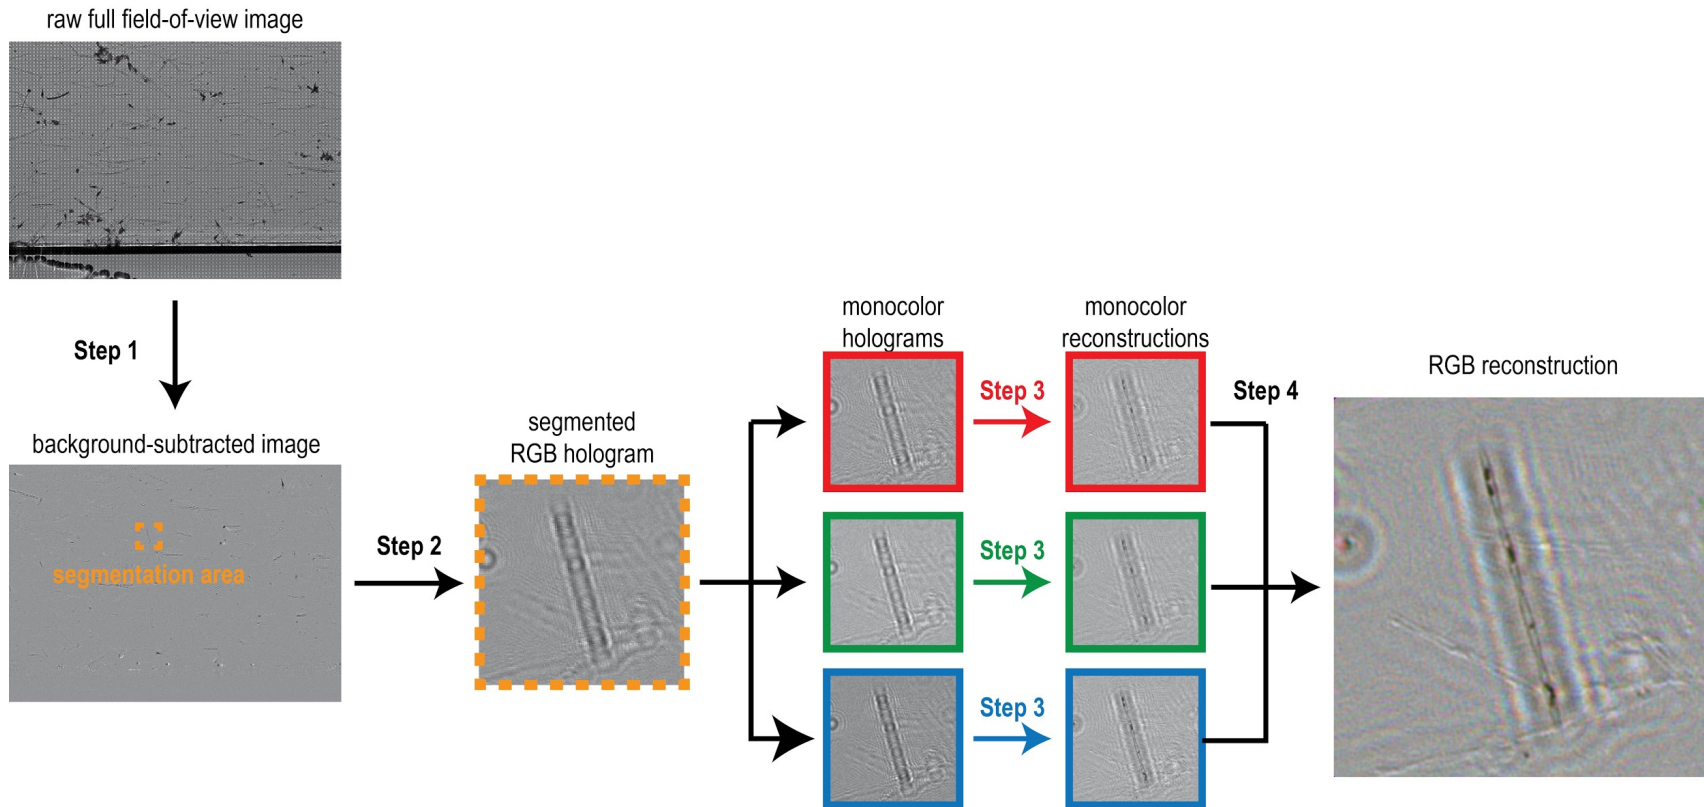 raw full field-of-view image
Step 1
background-subtracted image
segmentation area
Step 2
segmented
RGB hologram
monocolor
holograms
Step 3
Step 3
Step 3
monocolor
reconstructions
Step 4
RGB reconstruction